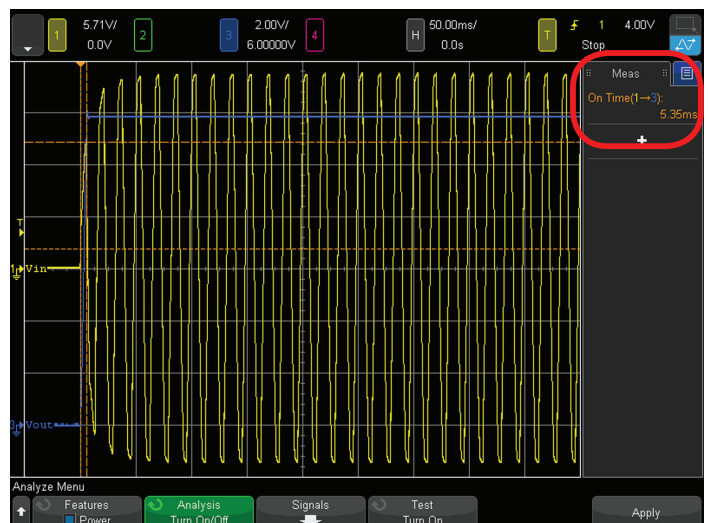 1 5.71V/ 2 3 2.00V/ 4 H 50.00ms/ T 1 4.00V
0.0V 6.00000V 0.0s Stop
Meas
On Time(1→3):
5.35ms
T
1 Vin
3 Vout
Analyze Menu
Features Analysis Signals Test
Power Turn On/Off Turn On Apply